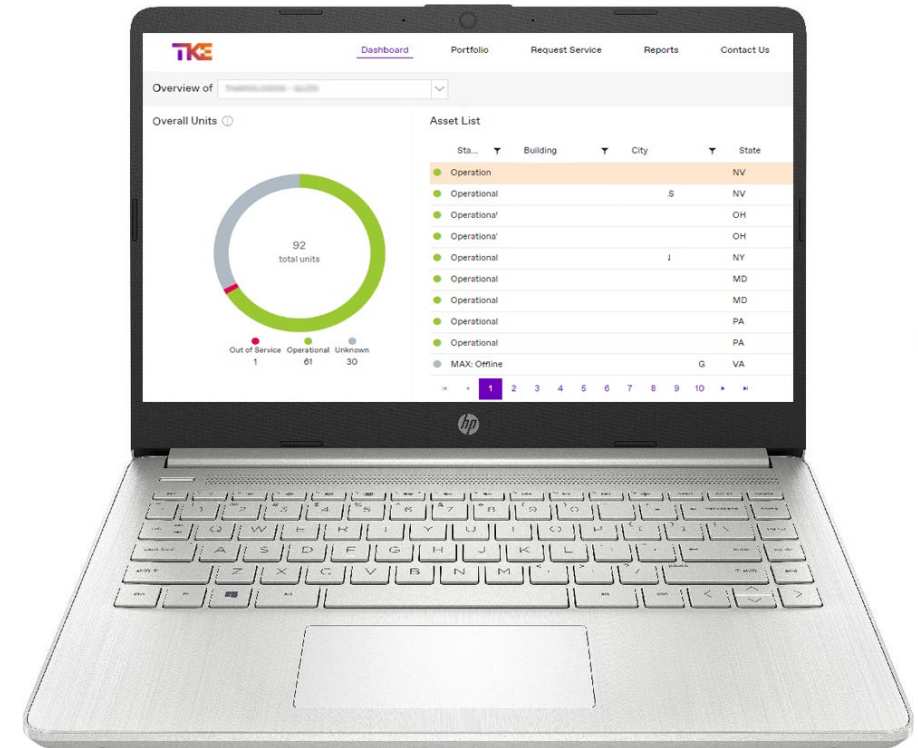 TKE
Dashboard Portfolio Request Service Reports Contact Us
Overview of
Overall Units
Asset List
Sta... Building City State
Operation NV
Operational .S NV
Operational OH
Operational OH
Operational NY
Operational MD
Operational MD
Operational PA
Operational PA
MAX: Offline G VA
92
total units
Out of Service Operational Unknown
1 61 30
1 2 3 4 5 6 7 8 9 10
hp
Q W E R T Y U I O P
A S D F G H J K L
Z X C V B N M